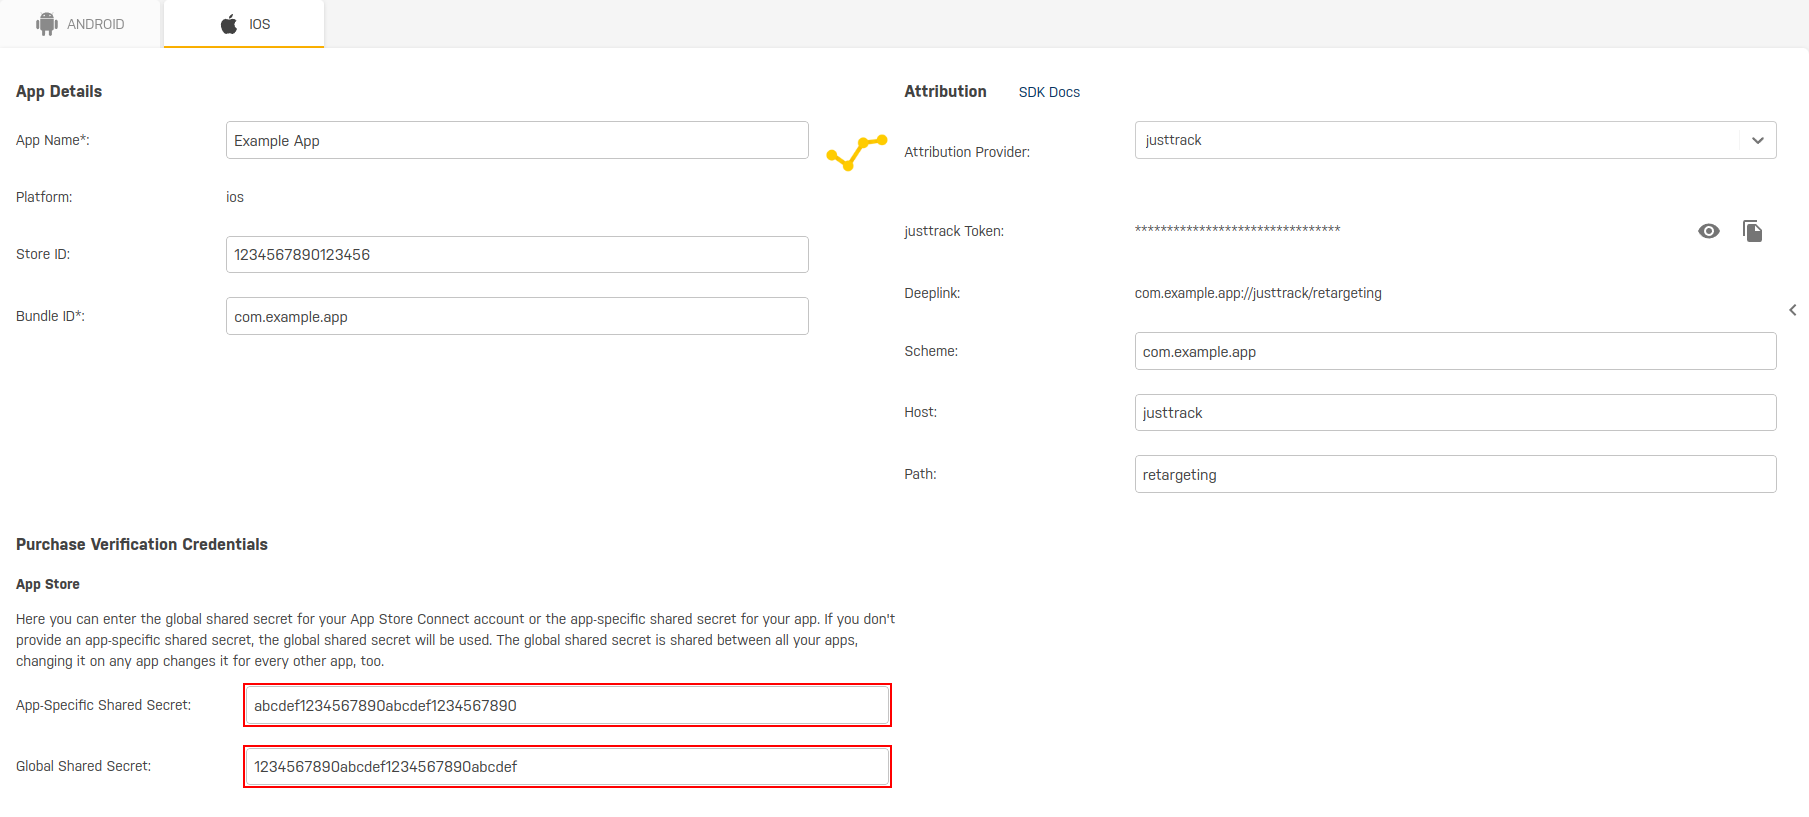 ANDROID
IOS
App Details
App Name*:
Example App
Platform:
ios
Store ID:
1234567890123456
Bundle ID*:
com.example.app
Attribution
SDK Docs
Attribution Provider:
justtrack
justtrack Token:
********************************
Deeplink:
com.example.app://justtrack/retargeting
Scheme:
com.example.app
Host:
justtrack
Path:
retargeting
Purchase Verification Credentials
App Store
Here you can enter the global shared secret for your App Store Connect account or the app-specific shared secret for your app. If you don't
provide an app-specific shared secret, the global shared secret will be used. The global shared secret is shared between all your apps,
changing it on any app changes it for every other app, too.
App-Specific Shared Secret:
abcdef1234567890abcdef1234567890
Global Shared Secret:
1234567890abcdef1234567890abcdef